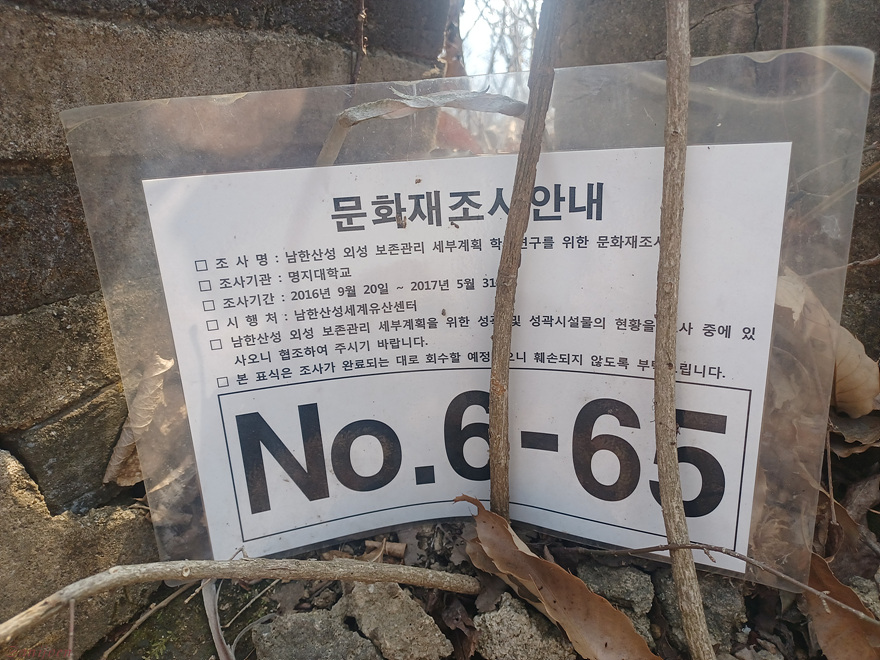 문화재조사안내
□ 조 사 명 : 남한산성 외성 보존관리 세부계획 학 연구를 위한 문화재조사
□ 조사기관 : 명지대학교
□ 조사기간 : 2016년 9월 20일 ~ 2017년 5월 31
□ 시 행 처 : 남한산성세계유산센터
□ 남한산성 외성 보존관리 세부계획을 위한 성곽 및 성곽시설물의 현황을 조사 중에 있
사오니 협조하여 주시기 바랍니다.
□ 본 표식은 조사가 완료되는 대로 회수할 예정 오니 훼손되지 않도록 부탁드립니다.
No.6-65